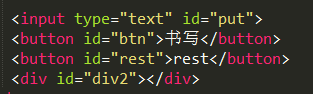 <input type="text" id="put">
<button id="btn">书写</button>
<button id="rest">rest</button>
<div id="div2"></div>